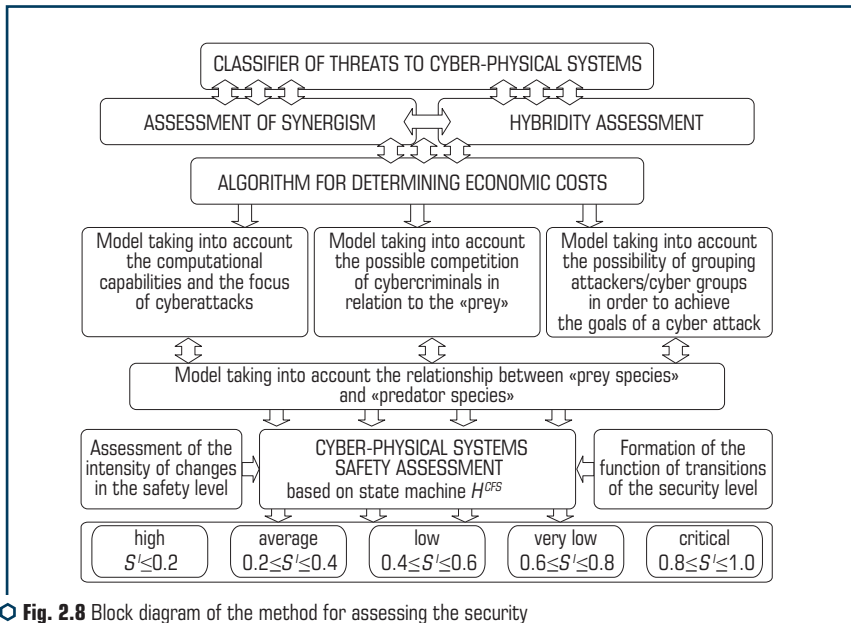 CLASSIFIER OF THREATS TO CYBER-PHYSICAL SYSTEMS
ASSESSMENT OF SYNERGISM
HYBRIDITY ASSESSMENT
ALGORITHM FOR DETERMINING ECONOMIC COSTS
Model taking into account
the computational
capabilities and the focus
of cyberattacks
Model taking into account
the possible competition
of cybercriminals in
relation to the «prey»
Model taking into account
the possibility of grouping
attackers/cyber groups
in order to achieve
the goals of a cyber attack
Model taking into account the relationship between «prey species»
and «predator species»
Assessment of the
intensity of changes
in the safety level
CYBER-PHYSICAL SYSTEMS
SAFETY ASSESSMENT
based on state machine H^CFS
Formation of the
function of transitions
of the security level
high
S^I≤0.2
average
0.2≤S^I≤0.4
low
0.4≤S^I≤0.6
very low
0.6≤S^I≤0.8
critical
0.8≤S^I≤1.0
Fig. 2.8 Block diagram of the method for assessing the security